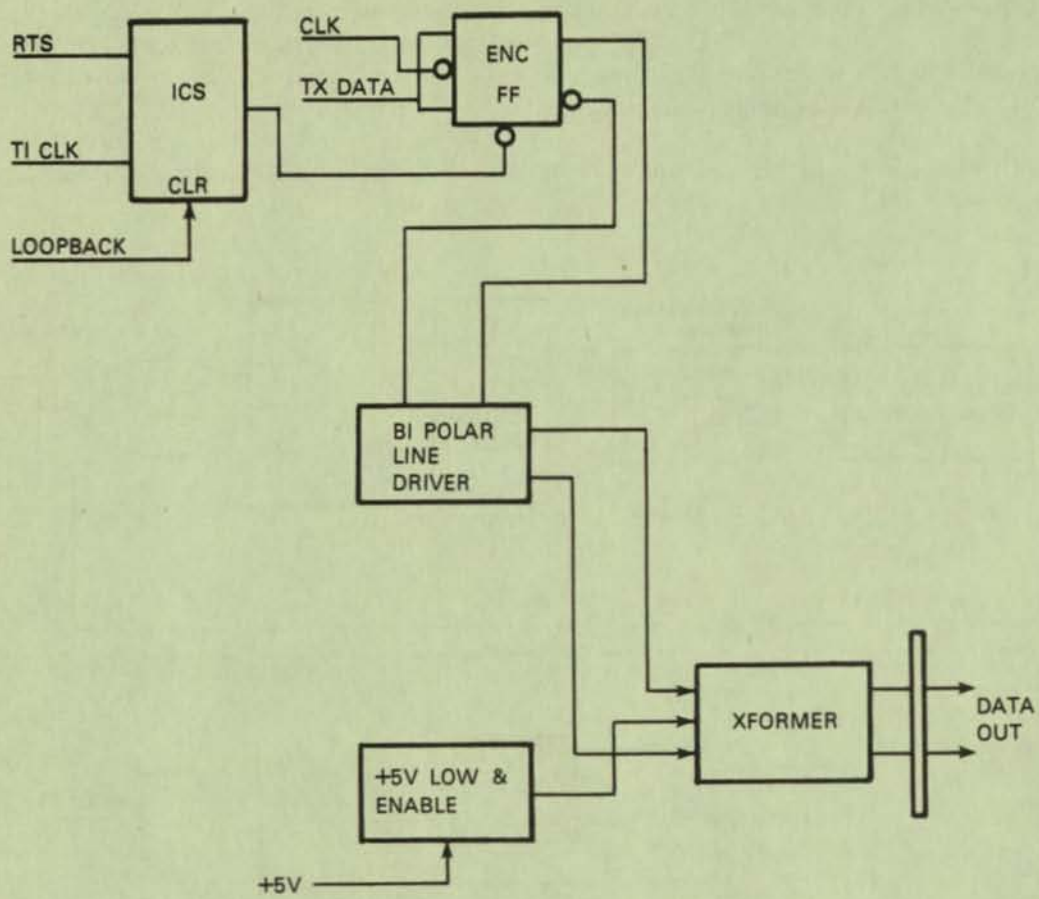 RTS
ICS
TI CLK
CLR
LOOPBACK
CLK
TX DATA
ENC
FF
BI POLAR
LINE
DRIVER
XFORMER
DATA
OUT
+5V LOW &
ENABLE
+5V